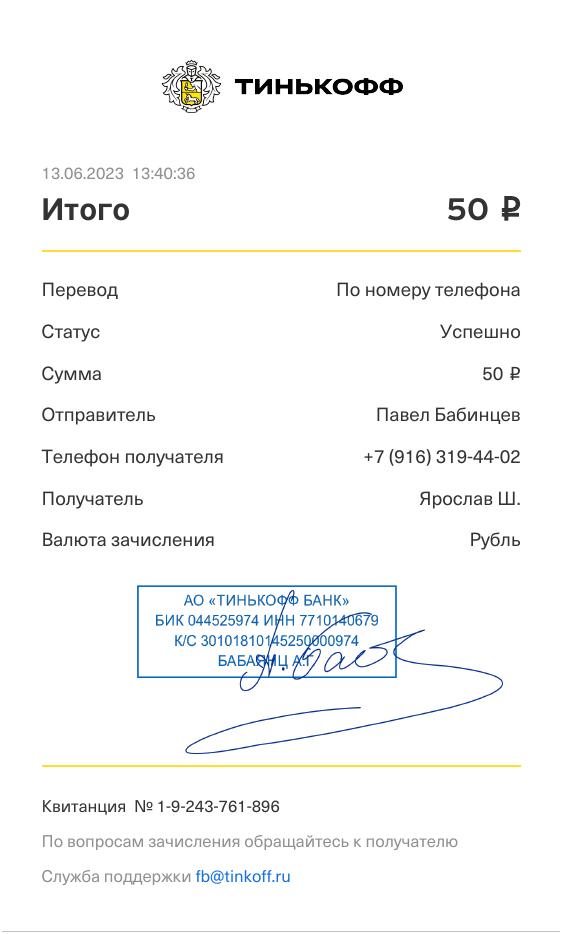 ТИНЬКОФФ
13.06.2023 13:40:36
Итого 50 ₽
Перевод По номеру телефона
Статус Успешно
Сумма 50 ₽
Отправитель Павел Бабинцев
Телефон получателя +7 (916) 319-44-02
Получатель Ярослав Ш.
Валюта зачисления Рубль
АО «ТИНЬКОФФ БАНК»
БИК 044525974 ИНН 7710140679
К/С 30101810145250000974
А.Г
Квитанция № 1-9-243-761-896
По вопросам зачисления обращайтесь к получателю
Служба поддержки fb@tinkoff.ru